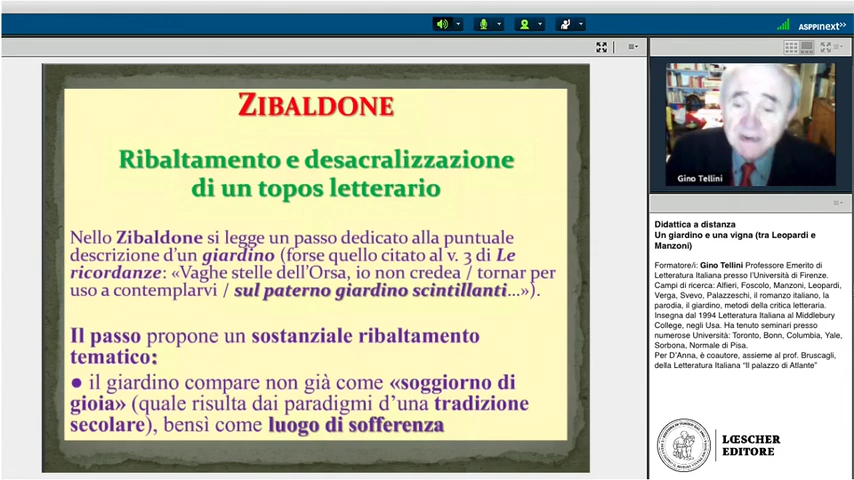 ASPPInext»
ZIBALDONE
Ribaltamento e desacralizzazione
di un topos letterario
Nello Zibaldone si legge un passo dedicato alla puntuale
descrizione d'un giardino (forse quello citato al v. 3 di Le
ricordanze: «Vaghe stelle dell'Orsa, io non credea / tornar per
uso a contemplarvi / sul paterno giardino scintillanti...»).
Il passo propone un sostanziale ribaltamento
tematico:
● il giardino compare non già come «soggiorno di
gioia» (quale risulta dai paradigmi d'una tradizione
secolare), bensì come luogo di sofferenza
Gino Tellini
Didattica a distanza
Un giardino e una vigna (tra Leopardi e
Manzoni)
Formatore/i: Gino Tellini Professore Emerito di
Letteratura Italiana presso l'Università di Firenze.
Campi di ricerca: Alfieri, Foscolo, Manzoni, Leopardi,
Verga, Svevo, Palazzeschi, il romanzo italiano, la
parodia, il giardino, metodi della critica letteraria.
Insegna dal 1994 Letteratura Italiana al Middlebury
College, negli Usa. Ha tenuto seminari presso
numerose Università: Toronto, Bonn, Columbia, Yale,
Sorbona, Normale di Pisa.
Per D'Anna, è coautore, assieme al prof. Bruscagli,
della Letteratura Italiana "Il palazzo di Atlante"
LŒSCHER
EDITORE